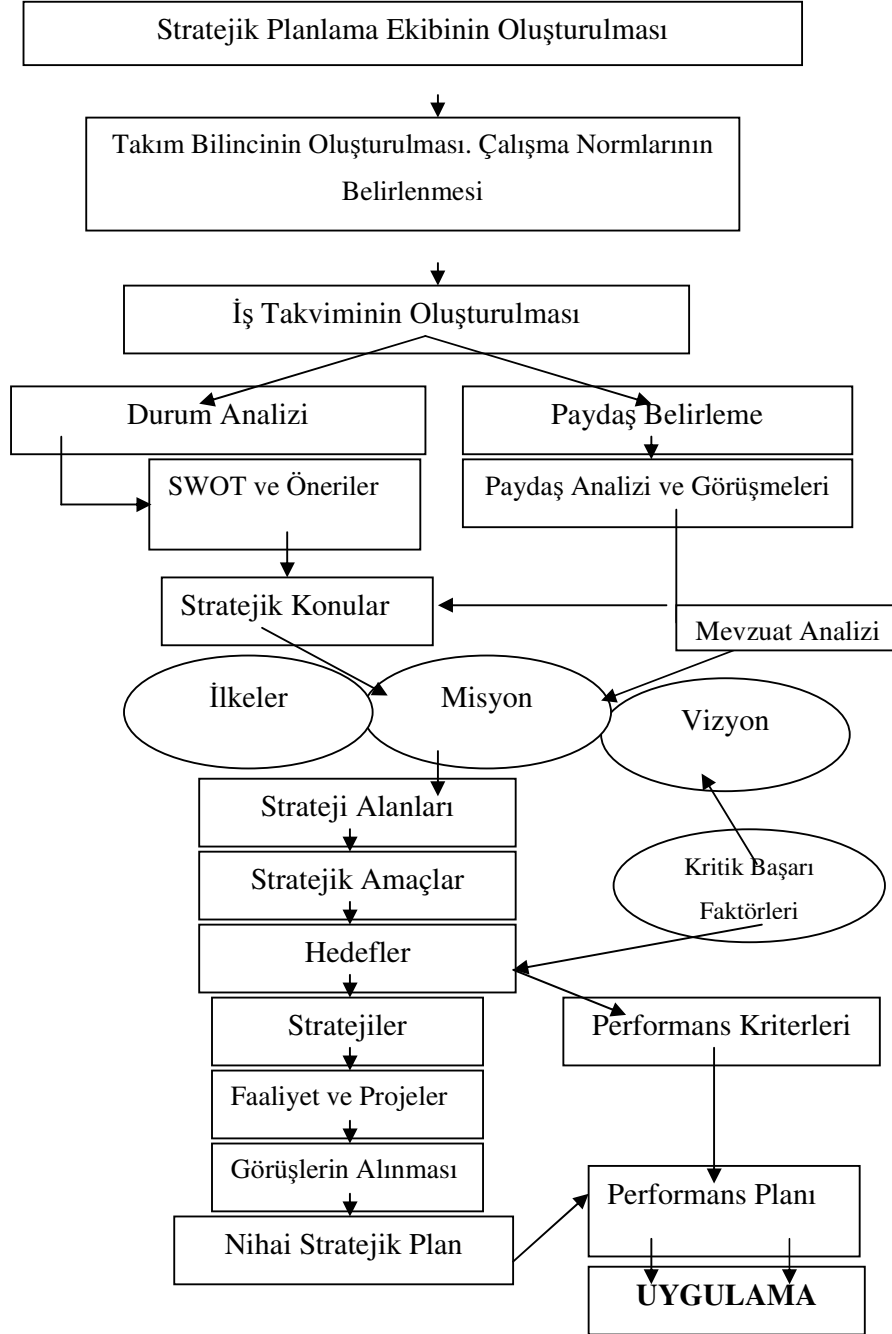 Stratejik Planlama Ekibinin Oluşturulması
Takım Bilincinin Oluşturulması. Çalışma Normlarının
Belirlenmesi
İş Takviminin Oluşturulması
Durum Analizi
Paydaş Belirleme
SWOT ve Öneriler
Paydaş Analizi ve Görüşmeleri
Stratejik Konular
Mevzuat Analizi
İlkeler
Misyon
Vizyon
Strateji Alanları
Stratejik Amaçlar
Kritik Başarı
Faktörleri
Hedefler
Stratejiler
Performans Kriterleri
Faaliyet ve Projeler
Görüşlerin Alınması
Performans Planı
Nihai Stratejik Plan
UYGULAMA